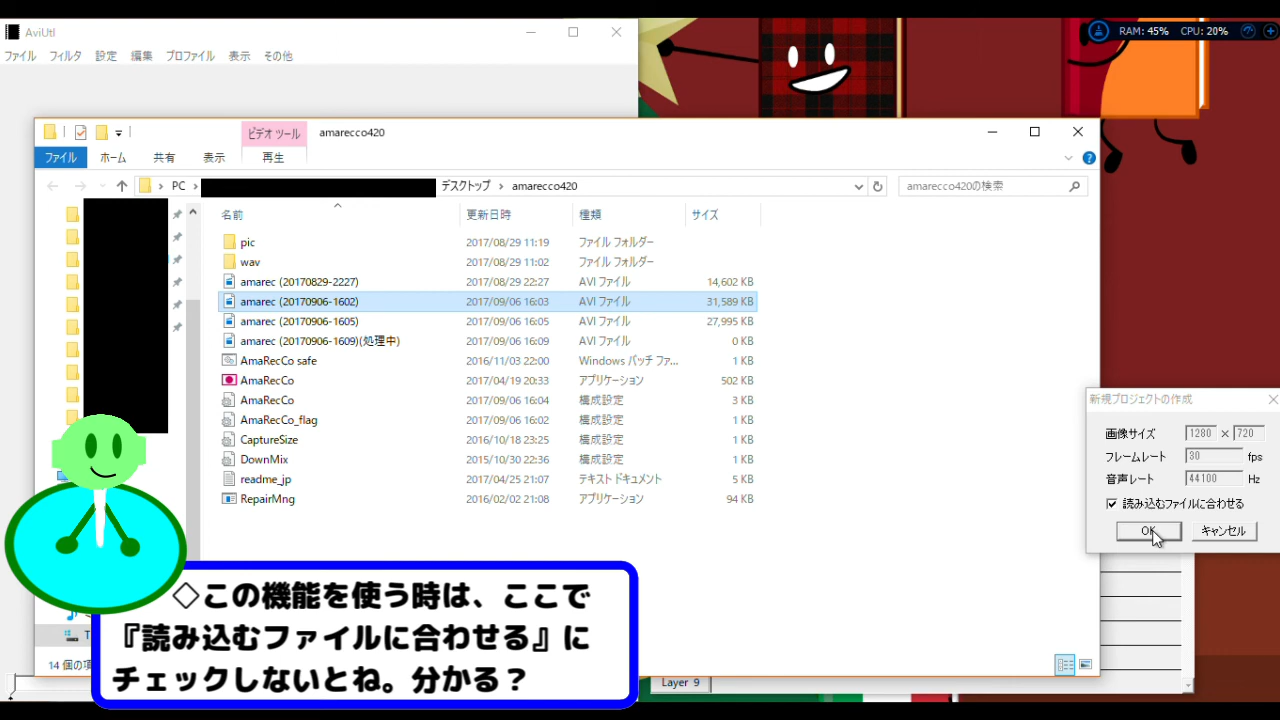 AviUtl
RAM: 45% CPU: 20%
ファイル フィルタ 設定 編集 プロファイル 表示 その他
ビデオ ツール amarecco420
ファイル ホーム 共有 表示 再生
PC デスクトップ amarecco420 amarecco420の検索
名前 更新日時 種類 サイズ
pic 2017/08/29 11:19 ファイル フォルダー
wav 2017/08/29 11:02 ファイル フォルダー
amarec (20170829-2227) 2017/08/29 22:27 AVI ファイル 14,602 KB
amarec (20170906-1602) 2017/09/06 16:03 AVI ファイル 31,589 KB
amarec (20170906-1605) 2017/09/06 16:05 AVI ファイル 27,995 KB
amarec (20170906-1609)(処理中) 2017/09/06 16:09 AVI ファイル 0 KB
AmaRecCo safe 2016/11/03 22:00 Windows バッチ ファ... 1 KB
AmaRecCo 2017/04/19 20:33 アプリケーション 502 KB
AmaRecCo 2017/09/06 16:04 構成設定 3 KB
AmaRecCo_flag 2017/09/06 16:02 構成設定 1 KB
CaptureSize 2016/10/18 23:25 構成設定 1 KB
DownMix 2015/10/30 22:36 構成設定 1 KB
readme_jp 2017/04/25 21:07 テキスト ドキュメント 5 KB
RepairMng 2016/02/02 21:08 アプリケーション 94 KB
新規プロジェクトの作成
画像サイズ 1280 × 720
フレームレート 30 fps
音声レート 44100 Hz
読み込むファイルに合わせる
OK キャンセル
◇この機能を使う時は、ここで
『読み込むファイルに合わせる』に
チェックしないとね。分かる？
14 個の項
Layer 9